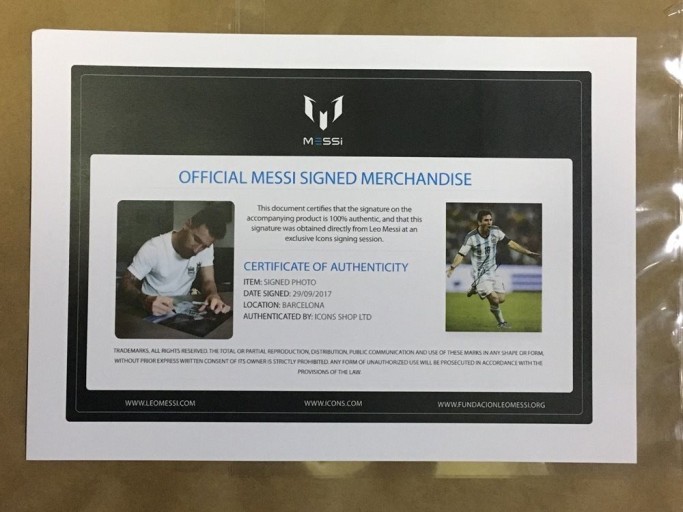 MESSI
OFFICIAL MESSI SIGNED MERCHANDISE
This document certifies that the signature on the
accompanying product is 100% authentic, and that this
signature was obtained directly from Leo Messi at an
exclusive Icons signing session.
CERTIFICATE OF AUTHENTICITY
ITEM: SIGNED PHOTO
DATE SIGNED: 29/09/2017
LOCATION: BARCELONA
AUTHENTICATED BY: ICONS SHOP LTD
TRADEMARKS, ALL RIGHTS RESERVED. THE TOTAL OR PARTIAL REPRODUCTION, DISTRIBUTION, PUBLIC COMMUNICATION AND USE OF THESE MARKS IN ANY SHAPE OR FORM,
WITHOUT PRIOR EXPRESS WRITTEN CONSENT OF ITS OWNER IS STRICTLY PROHIBITED. ANY FORM OF UNAUTHORIZED USE WILL BE PROSECUTED IN ACCORDANCE WITH THE
PROVISIONS OF THE LAW
WWW.LEOMESSI.COM
WWW.ICONS.COM
WWW.FUNDACIONLEOMESSI.ORG